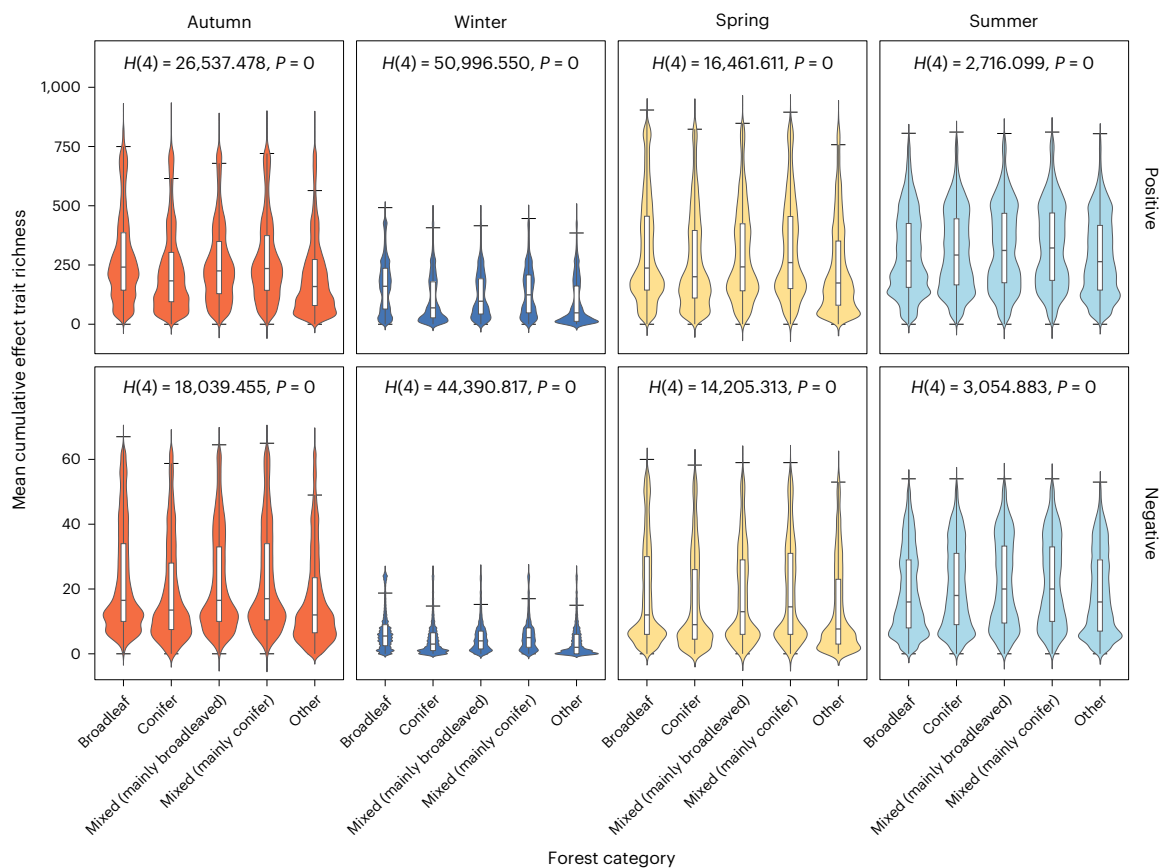 Autumn
Winter
Spring
Summer
H(4) = 26,537.478, P = 0
H(4) = 50,996.550, P = 0
H(4) = 16,461.611, P = 0
H(4) = 2,716.099, P = 0
1,000
750
500
250
0
Positive
Mean cumulative effect trait richness
H(4) = 18,039.455, P = 0
H(4) = 44,390.817, P = 0
H(4) = 14,205.313, P = 0
H(4) = 3,054.883, P = 0
60
40
20
0
Negative
Broadleaf
Conifer
Mixed (mainly broadleaved)
Mixed (mainly conifer)
Other
Broadleaf
Conifer
Mixed (mainly broadleaved)
Mixed (mainly conifer)
Other
Broadleaf
Conifer
Mixed (mainly broadleaved)
Mixed (mainly conifer)
Other
Broadleaf
Conifer
Mixed (mainly broadleaved)
Mixed (mainly conifer)
Other
Forest category